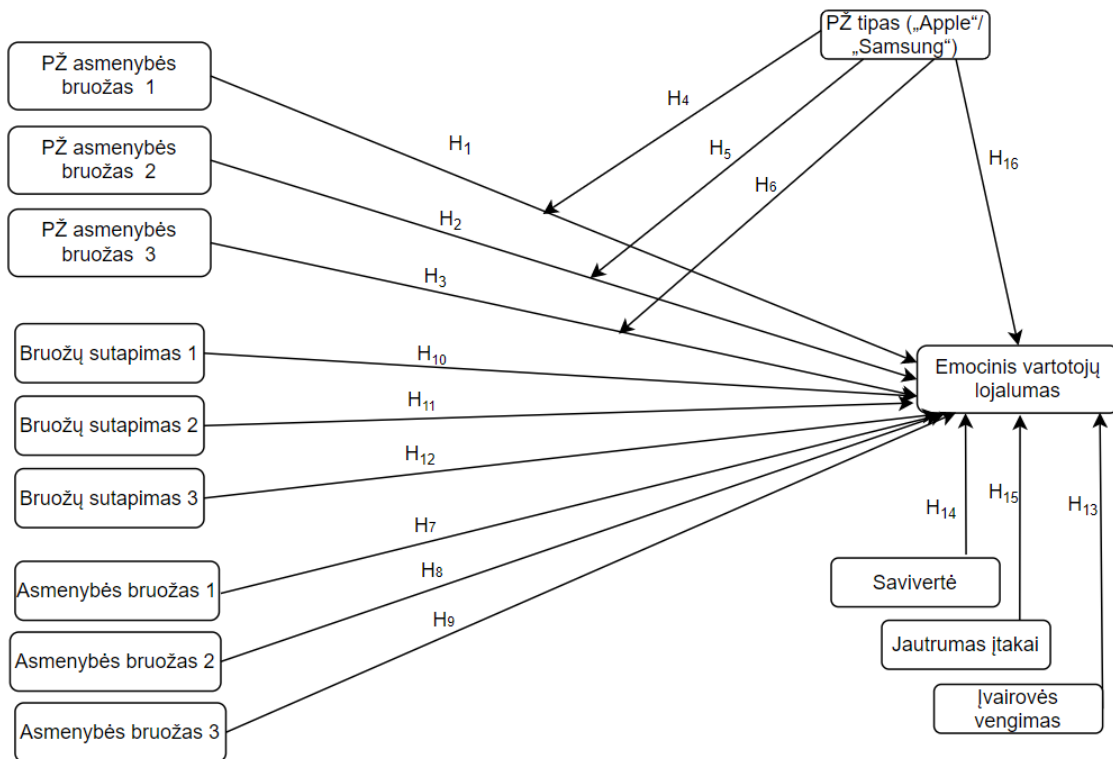 PŽ tipas („Apple“/
„Samsung“)
PŽ asmenybės
bruožas 1
PŽ asmenybės
bruožas 2
PŽ asmenybės
bruožas 3
H4
H1
H5
H6
H16
H2
H3
Bruožų sutapimas 1
H10
Emocinis vartotojų
lojalumas
Bruožų sutapimas 2
H11
Bruožų sutapimas 3
H12
H14
H15
H13
H7
Asmenybės bruožas 1
H8
Savivertė
H9
Asmenybės bruožas 2
Jautrumas įtakai
Asmenybės bruožas 3
Įvairovės
vengimas